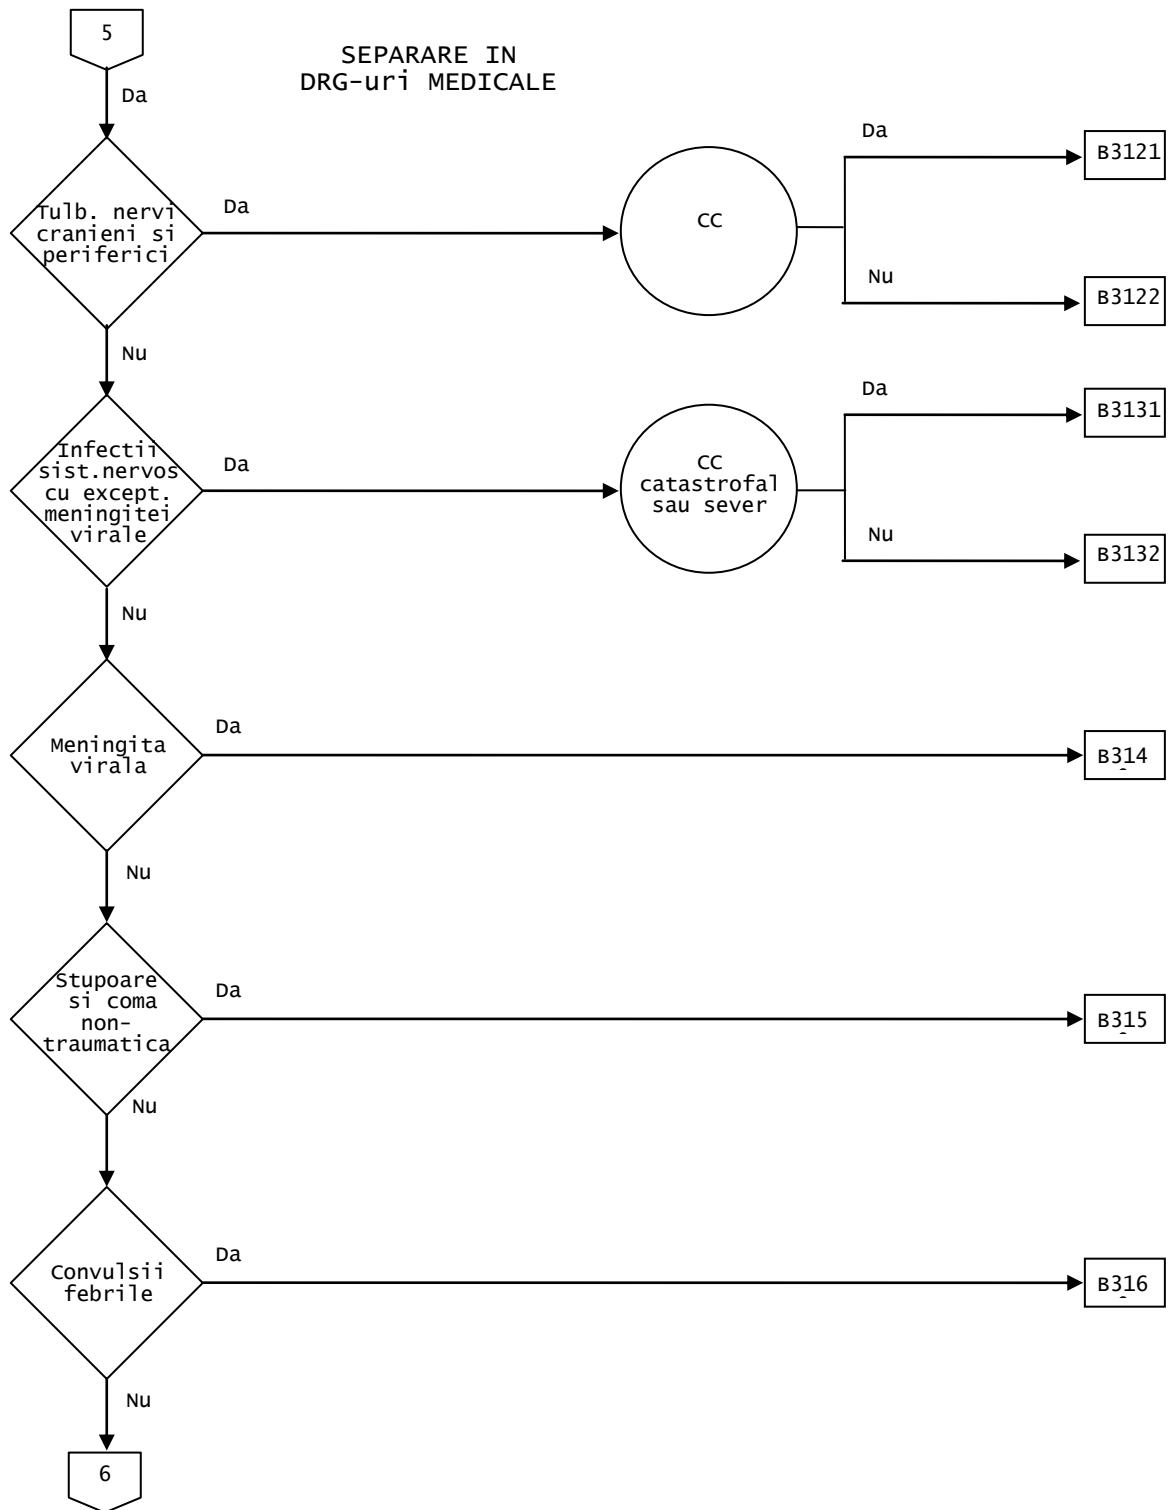 5
SEPARARE IN
DRG-uri MEDICALE
Da
Tulb. nervi
cranieni si
periferici
Da
CC
Da
B3121
Nu
B3122
Nu
Infectii
sist.nervos
cu except.
meningitei
virale
Da
CC
catastrofal
sau sever
Da
B3131
Nu
B3132
Nu
Meningita
virala
Da
B314
Nu
Stupoare
si coma
non-
traumatica
Da
B315
Nu
Convulsii
febrile
Da
B316
Nu
6